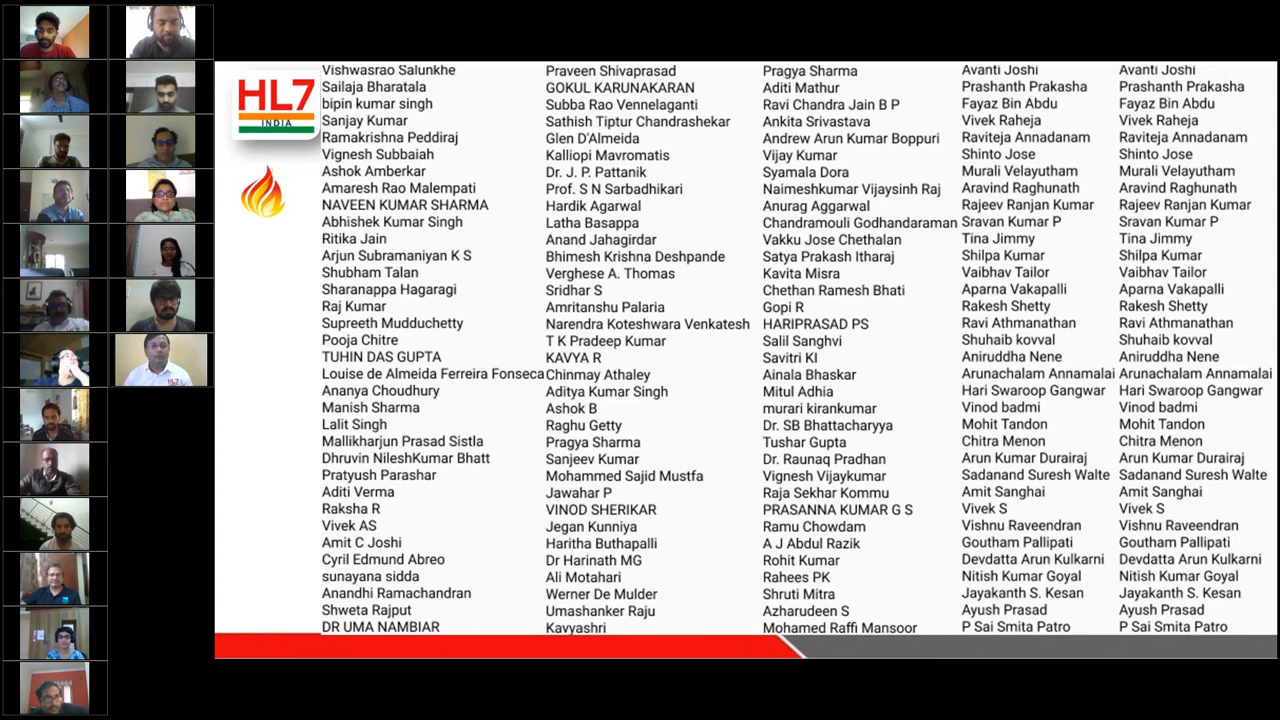 HL7
INDIA
Vishwasrao Salunkhe
Sailaja Bharatala
bipin kumar singh
Sanjay Kumar
Ramakrishna Peddiraj
Vignesh Subbaiah
Ashok Amberkar
Amaresh Rao Malempati
NAVEEN KUMAR SHARMA
Abhishek Kumar Singh
Ritika Jain
Arjun Subramaniyan K S
Shubham Talan
Sharanappa Hagaragi
Raj Kumar
Supreeth Mudduchetty
Pooja Chitre
TUHIN DAS GUPTA
Louise de Almeida Ferreira Fonseca
Ananya Choudhury
Manish Sharma
Lalit Singh
Mallikharjun Prasad Sistla
Dhruvin NileshKumar Bhatt
Pratyush Parashar
Aditi Verma
Raksha R
Vivek AS
Amit C Joshi
Cyril Edmund Abreo
sunayana sidda
Anandhi Ramachandran
Shweta Rajput
DR UMA NAMBIAR
Praveen Shivaprasad
GOKUL KARUNAKARAN
Subba Rao Vennelaganti
Sathish Tiptur Chandrashekar
Glen D'Almeida
Kalliopi Mavromatis
Dr. J. P. Pattanik
Prof. S N Sarbadhikari
Hardik Agarwal
Latha Basappa
Anand Jahagirdar
Bhimesh Krishna Deshpande
Verghese A. Thomas
Sridhar S
Amritanshu Palaria
Narendra Koteshwara Venkatesh
T K Pradeep Kumar
KAVYA R
Chinmay Athaley
Aditya Kumar Singh
Ashok B
Raghu Getty
Pragya Sharma
Sanjeev Kumar
Mohammed Sajid Mustfa
Jawahar P
VINOD SHERIKAR
Jegan Kunniya
Haritha Buthapalli
Dr Harinath MG
Ali Motahari
Werner De Mulder
Umashanker Raju
Kavyashri
Pragya Sharma
Aditi Mathur
Ravi Chandra Jain B P
Ankita Srivastava
Andrew Arun Kumar Boppuri
Vijay Kumar
Syamala Dora
Naimeshkumar Vijaysinh Raj
Anurag Aggarwal
Chandramouli Godhandaraman
Vakku Jose Chethalan
Satya Prakash Itharaj
Kavita Misra
Chethan Ramesh Bhati
Gopi R
HARIPRASAD PS
Salil Sanghvi
Savitri KI
Ainala Bhaskar
Mitul Adhia
murari kirankumar
Dr. SB Bhattacharyya
Tushar Gupta
Dr. Raunaq Pradhan
Vignesh Vijaykumar
Raja Sekhar Kommu
PRASANNA KUMAR G S
Ramu Chowdam
A J Abdul Razik
Rohit Kumar
Rahees PK
Shruti Mitra
Azharudeen S
Mohamed Raffi Mansoor
Avanti Joshi
Prashanth Prakasha
Fayaz Bin Abdu
Vivek Raheja
Raviteja Annadanam
Shinto Jose
Murali Velayutham
Aravind Raghunath
Rajeev Ranjan Kumar
Sravan Kumar P
Tina Jimmy
Shilpa Kumar
Vaibhav Tailor
Aparna Vakapalli
Rakesh Shetty
Ravi Athmanathan
Shuhaib kovval
Aniruddha Nene
Arunachalam Annamalai
Hari Swaroop Gangwar
Vinod badmi
Mohit Tandon
Chitra Menon
Arun Kumar Durairaj
Sadanand Suresh Walte
Amit Sanghai
Vivek S
Vishnu Raveendran
Goutham Pallipati
Devdatta Arun Kulkarni
Nitish Kumar Goyal
Jayakanth S. Kesan
Ayush Prasad
P Sai Smita Patro
Avanti Joshi
Prashanth Prakasha
Fayaz Bin Abdu
Vivek Raheja
Raviteja Annadanam
Shinto Jose
Murali Velayutham
Aravind Raghunath
Rajeev Ranjan Kumar
Sravan Kumar P
Tina Jimmy
Shilpa Kumar
Vaibhav Tailor
Aparna Vakapalli
Rakesh Shetty
Ravi Athmanathan
Shuhaib kovval
Aniruddha Nene
Arunachalam Annamalai
Hari Swaroop Gangwar
Vinod badmi
Mohit Tandon
Chitra Menon
Arun Kumar Durairaj
Sadanand Suresh Walte
Amit Sanghai
Vivek S
Vishnu Raveendran
Goutham Pallipati
Devdatta Arun Kulkarni
Nitish Kumar Goyal
Jayakanth S. Kesan
Ayush Prasad
P Sai Smita Patro
HL7